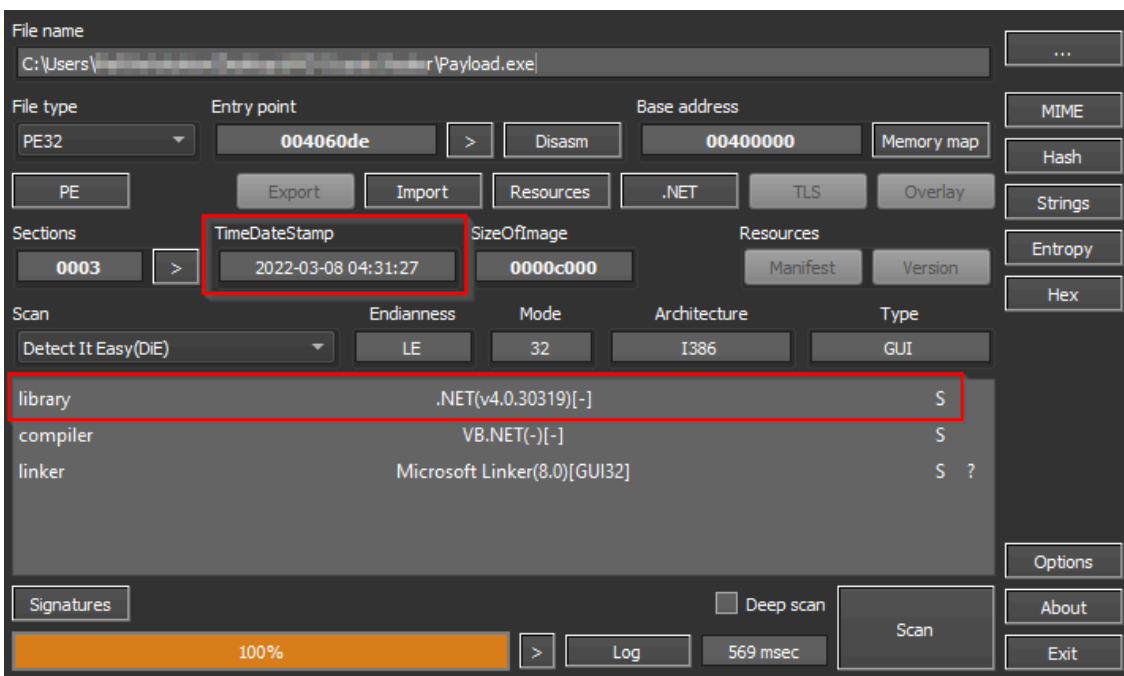 File name
C:\Users\ r\Payload.exe
...
File type Entry point Base address
PE32 004060de > Disasm 00400000 Memory map
MIME
Hash
PE Export Import Resources .NET TLS Overlay
Strings
Sections TimeDateStamp SizeOfImage Resources
0003 > 2022-03-08 04:31:27 0000c000 Manifest Version
Entropy
Hex
Scan Endianness Mode Architecture Type
Detect It Easy(DiE) LE 32 I386 GUI
library .NET(v4.0.30319)[-] S
compiler VB.NET(-)[-] S
linker Microsoft Linker(8.0)[GUI32] S ?
Options
Signatures Deep scan Scan About
100% > Log 569 msec Exit